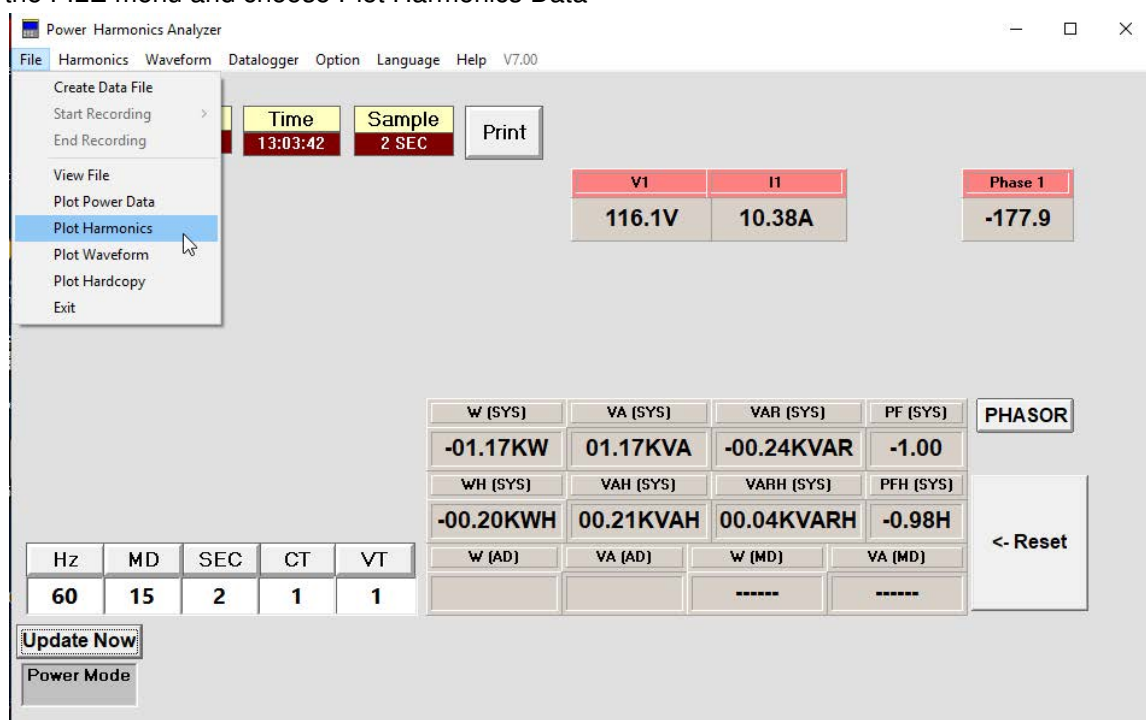 the FILE menu and choose Plot Harmonics Data
Power Harmonics Analyzer
File Harmonics Waveform Datalogger Option Language Help V7.00
Create Data File
Start Recording >
End Recording
View File
Plot Power Data
Plot Harmonics
Plot Waveform
Plot Hardcopy
Exit
Time Sample Print
13:03:42 2 SEC
V1 I1 Phase 1
116.1V 10.38A -177.9
W (SYS) VA (SYS) VAR (SYS) PF (SYS) PHASOR
-01.17KW 01.17KVA -00.24KVAR -1.00
WH (SYS) VAH (SYS) VARH (SYS) PFH (SYS)
-00.20KWH 00.21KVAH 00.04KVARH -0.98H
<- Reset
Hz MD SEC CT VT W (AD) VA (AD) W (MD) VA (MD)
60 15 2 1 1 ------ ------
Update Now
Power Mode